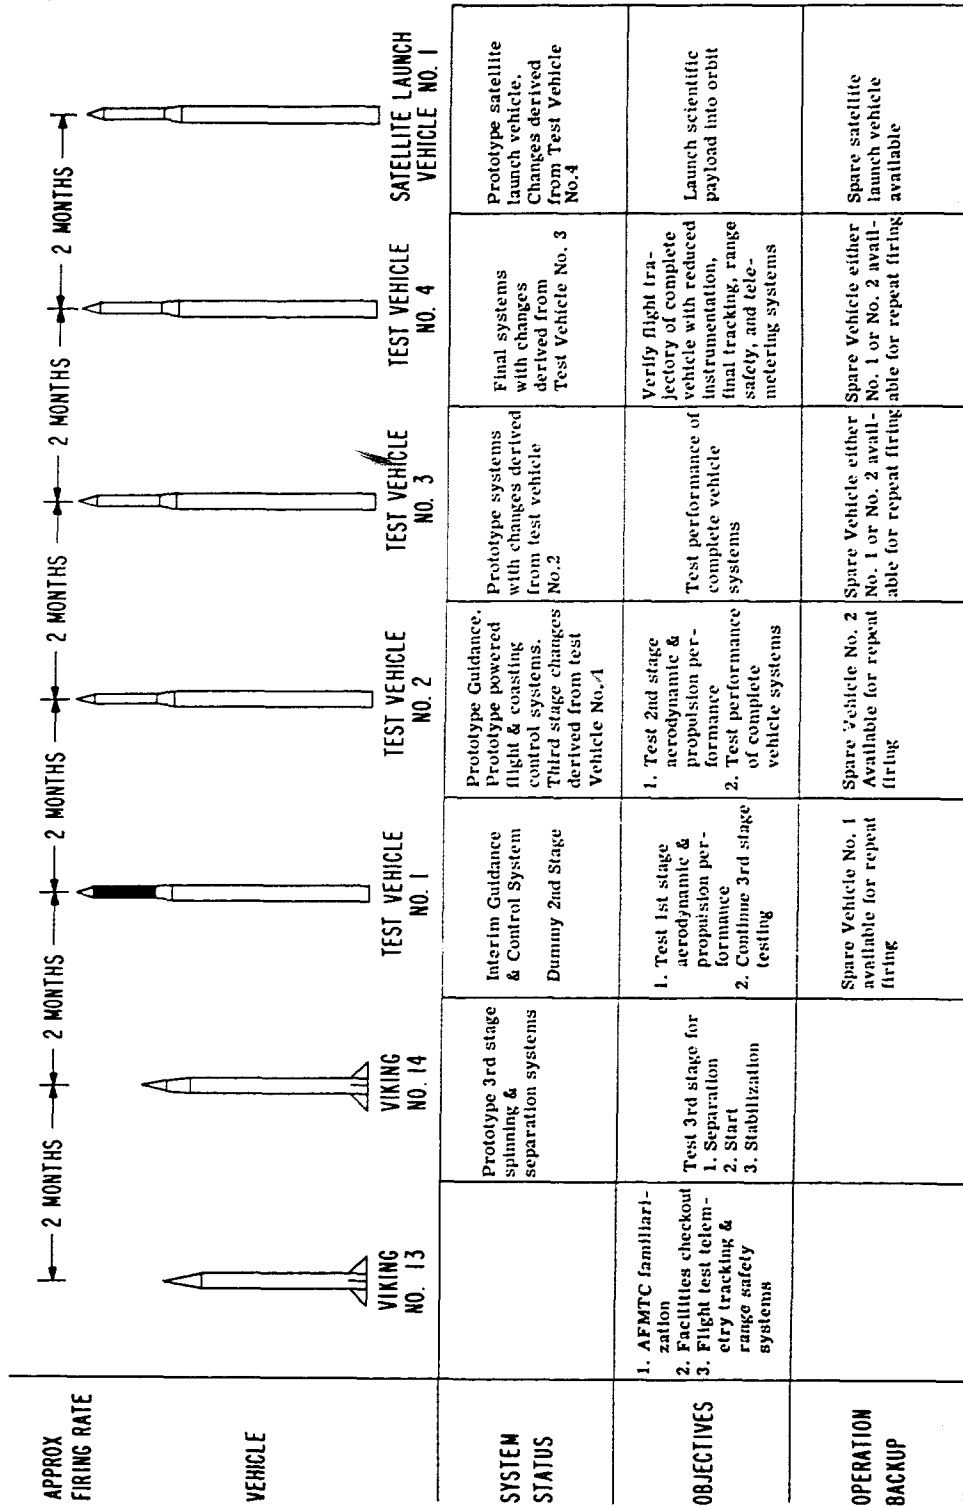 APPROX
FIRING RATE
2 MONTHS
2 MONTHS
2 MONTHS
2 MONTHS
2 MONTHS
2 MONTHS
VEHICLE
VIKING
NO. 13
VIKING
NO. 14
TEST VEHICLE
NO. 1
TEST VEHICLE
NO. 2
TEST VEHICLE
NO. 3
TEST VEHICLE
NO. 4
SATELLITE LAUNCH
VEHICLE NO. 1
SYSTEM
STATUS
Prototype 3rd stage
spinning &
separation systems
Interim Guidance
& Control System
Dummy 2nd Stage
Prototype Guidance.
Prototype powered
flight & coasting
control systems.
Third stage changes
derived from test
Vehicle No. 1
Prototype systems
with changes derived
from test vehicle
No.2
Final systems
with changes
derived from
Test Vehicle No. 3
Prototype satellite
launch vehicle.
Changes derived
from Test Vehicle
No.4
OBJECTIVES
1. AFMTC familiari-
zation
2. Facilities checkout
3. Flight test telem-
etry tracking &
range safety
systems
Test 3rd stage for
1. Separation
2. Start
3. Stabilization
1. Test 1st stage
aerodynamic &
propulsion per-
formance
2. Continue 3rd stage
testing
1. Test 2nd stage
aerodynamic &
propulsion per-
formance
2. Test performance
of complete
vehicle systems
Test performance of
complete vehicle
systems
Verify flight tra-
jectory of complete
vehicle with reduced
instrumentation,
final tracking, range
safety, and tele-
metering systems
Launch scientific
payload into orbit
OPERATION
BACKUP
Spare Vehicle No. 1
available for repeat
firing
Spare Vehicle No. 2
Available for repeat
firing
Spare Vehicle either
No. 1 or No. 2 avail-
able for repeat firing
Spare Vehicle either
No. 1 or No. 2 avail-
able for repeat firing
Spare satellite
launch vehicle
available